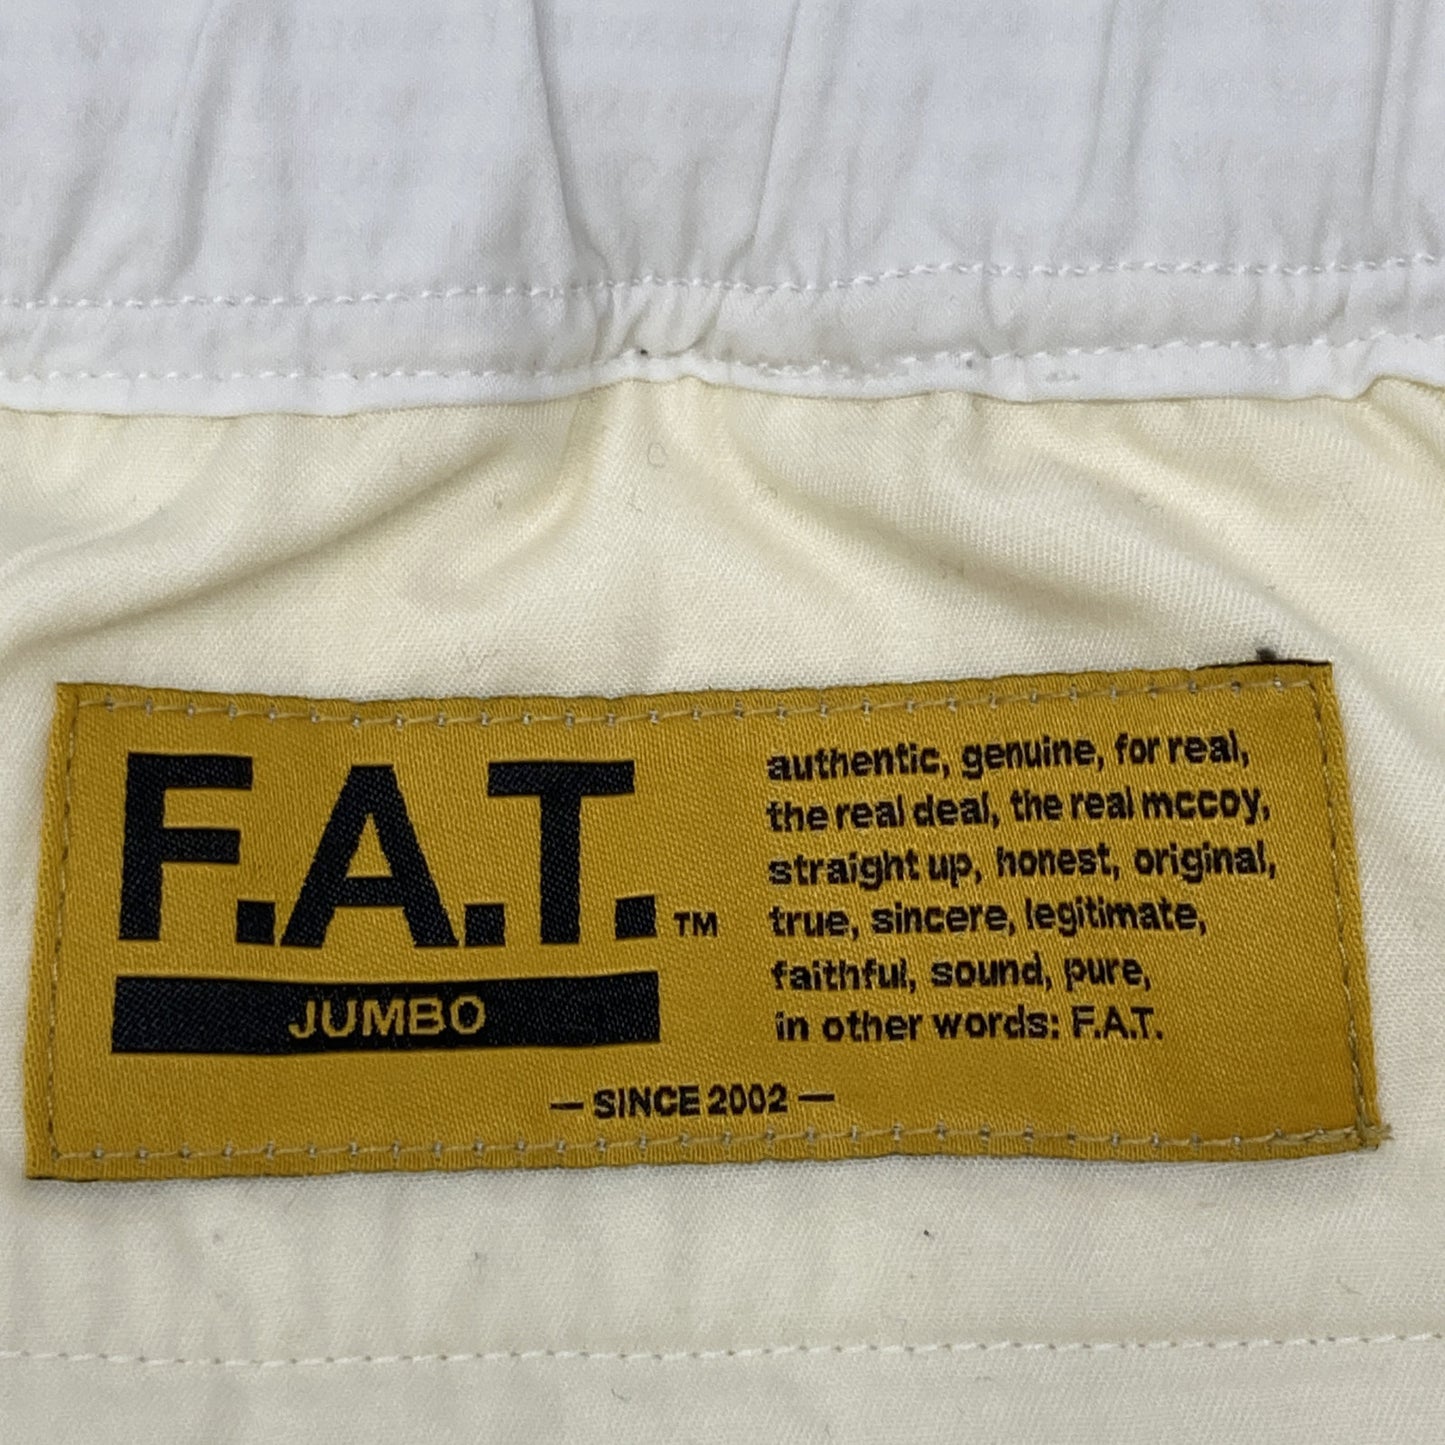 F.A.T.™
JUMBO
authentic, genuine, for real,
the real deal, the real mccoy,
straight up, honest, original,
true, sincere, legitimate,
faithful, sound, pure,
in other words: F.A.T.
— SINCE 2002 —